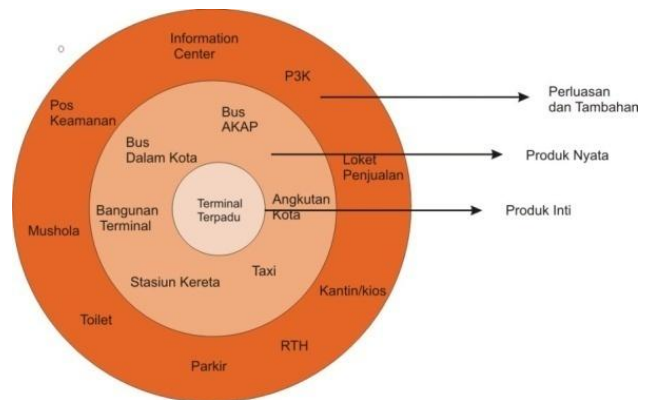 Information
Center
P3K
Pos
Keamanan
Bus
AKAP
Bus
Dalam Kota
Loket
Penjualan
Terminal
Terpadu
Angkutan
Kota
Bangunan
Terminal
Mushola
Taxi
Stasiun Kereta
Kantin/kios
Toilet
RTH
Parkir
Perluasan
dan Tambahan
Produk Nyata
Produk Inti